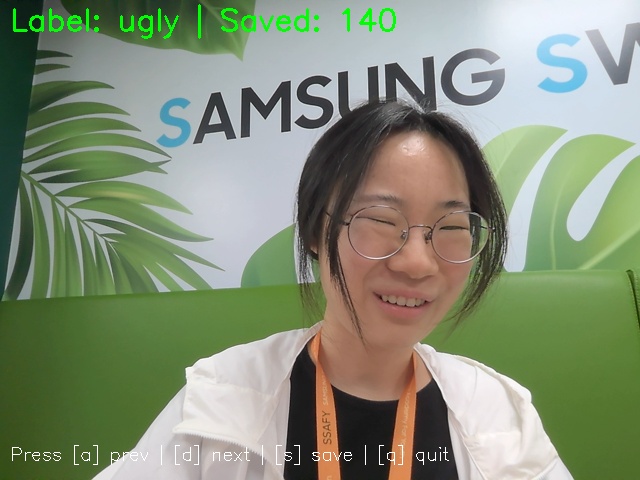 Label: ugly | Saved: 140
SAMSUNG SW
SSAFY
Press [a] prev | [d] next | [s] save | [q] quit